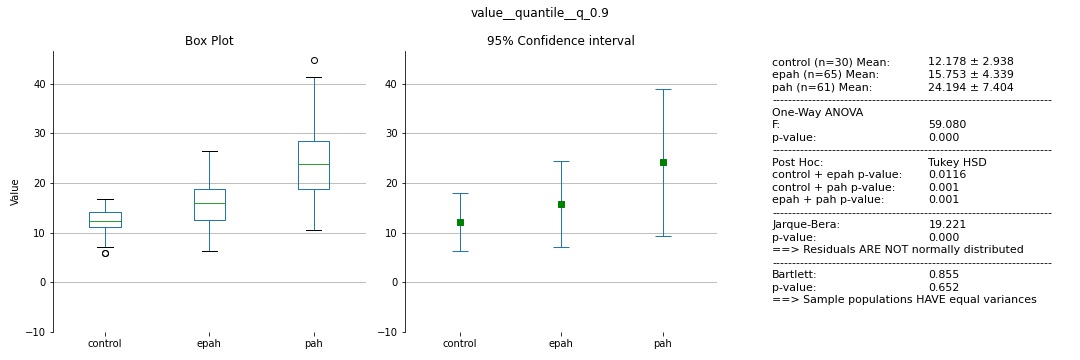 value__quantile__q_0.9
Box Plot
Value
40
30
20
10
0
−10
control epah pah
95% Confidence interval
40
30
20
10
0
−10
control epah pah
control (n=30) Mean: 12.178 ± 2.938
epah (n=65) Mean: 15.753 ± 4.339
pah (n=61) Mean: 24.194 ± 7.404
One-Way ANOVA
F: 59.080
p-value: 0.000
Post Hoc: Tukey HSD
control + epah p-value: 0.0116
control + pah p-value: 0.001
epah + pah p-value: 0.001
Jarque-Bera: 19.221
p-value: 0.000
==> Residuals ARE NOT normally distributed
Bartlett: 0.855
p-value: 0.652
==> Sample populations HAVE equal variances